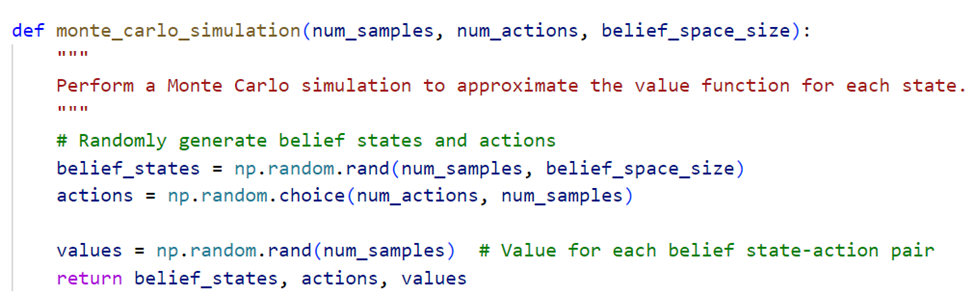 def monte_carlo_simulation(num_samples, num_actions, belief_space_size):
    """
    Perform a Monte Carlo simulation to approximate the value function for each state.
    """
    # Randomly generate belief states and actions
    belief_states = np.random.rand(num_samples, belief_space_size)
    actions = np.random.choice(num_actions, num_samples)

    values = np.random.rand(num_samples)  # Value for each belief state-action pair
    return belief_states, actions, values